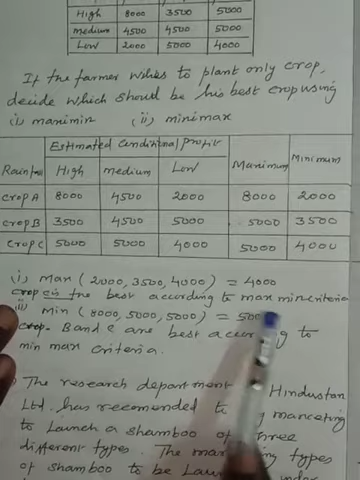 High 8000 3500 5000
medium 4500 4500 5000
Low 2000 5000 4000
If the farmer wishes to plant only crop,
decide which should be his best crop using
(i) maximin (ii) minimax
Estimated conditional profit
Rainfall High medium Low Maximum Minimum
crop A 8000 4500 2000 8000 2000
crop B 3500 4500 5000 5000 3500
crop C 5000 5000 4000 5000 4000
(i) max (2000, 3500, 4000) = 4000
crop c is the best according to max min criteria
(ii) Min (8000, 5000, 5000) = 500
crop B and C are best according to
min max criteria.
The research department Hinduston
Ltd. has recomended to marketing
to Launch a shamboo of three
different types. The types
of shamboo to be Lau under